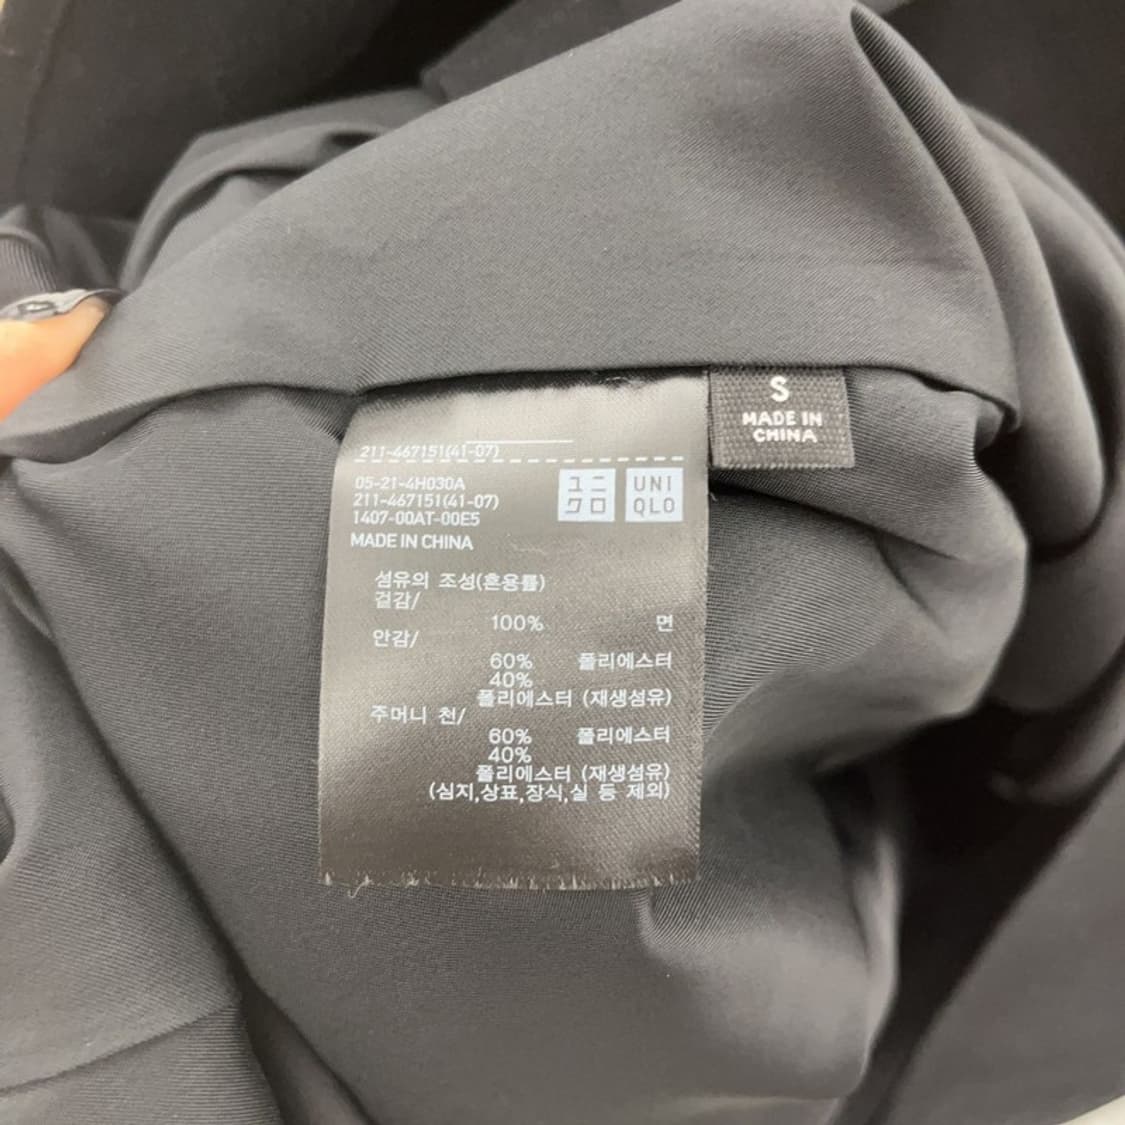 S
MADE IN
CHINA
211-467151(41-07)
05-21-4H030A
211-467151(41-07)
1407-00AT-00E5
MADE IN CHINA
ユニ
クロ
UNI
QLO
섬유의 조성(혼용률)
겉감/
100% 면
안감/
60% 폴리에스터
40%
폴리에스터 (재생섬유)
주머니 천/
60% 폴리에스터
40%
폴리에스터 (재생섬유)
(심지,상표,장식,실 등 제외)